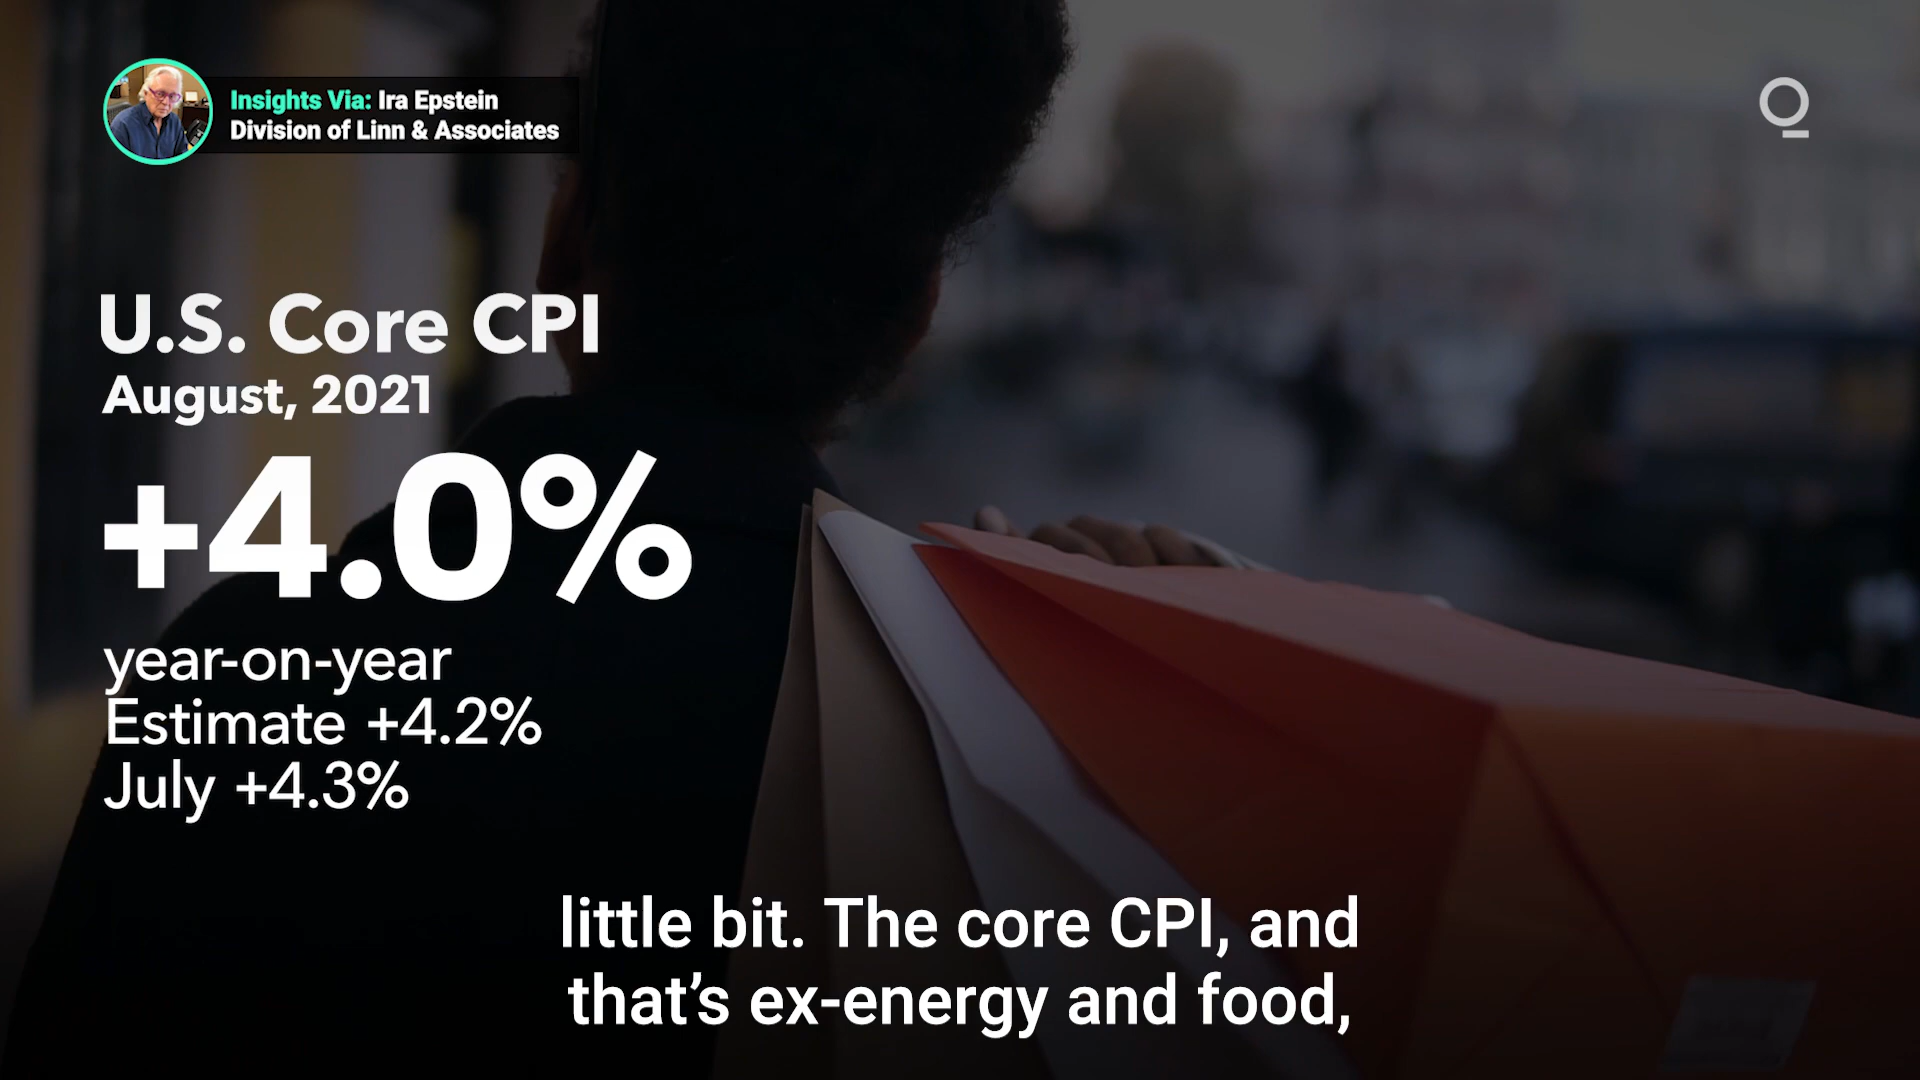 Insights Via: Ira Epstein
Division of Linn & Associates
U.S. Core CPI
August, 2021
+4.0%
year-on-year
Estimate +4.2%
July +4.3%
little bit. The core CPI, and
that’s ex-energy and food,